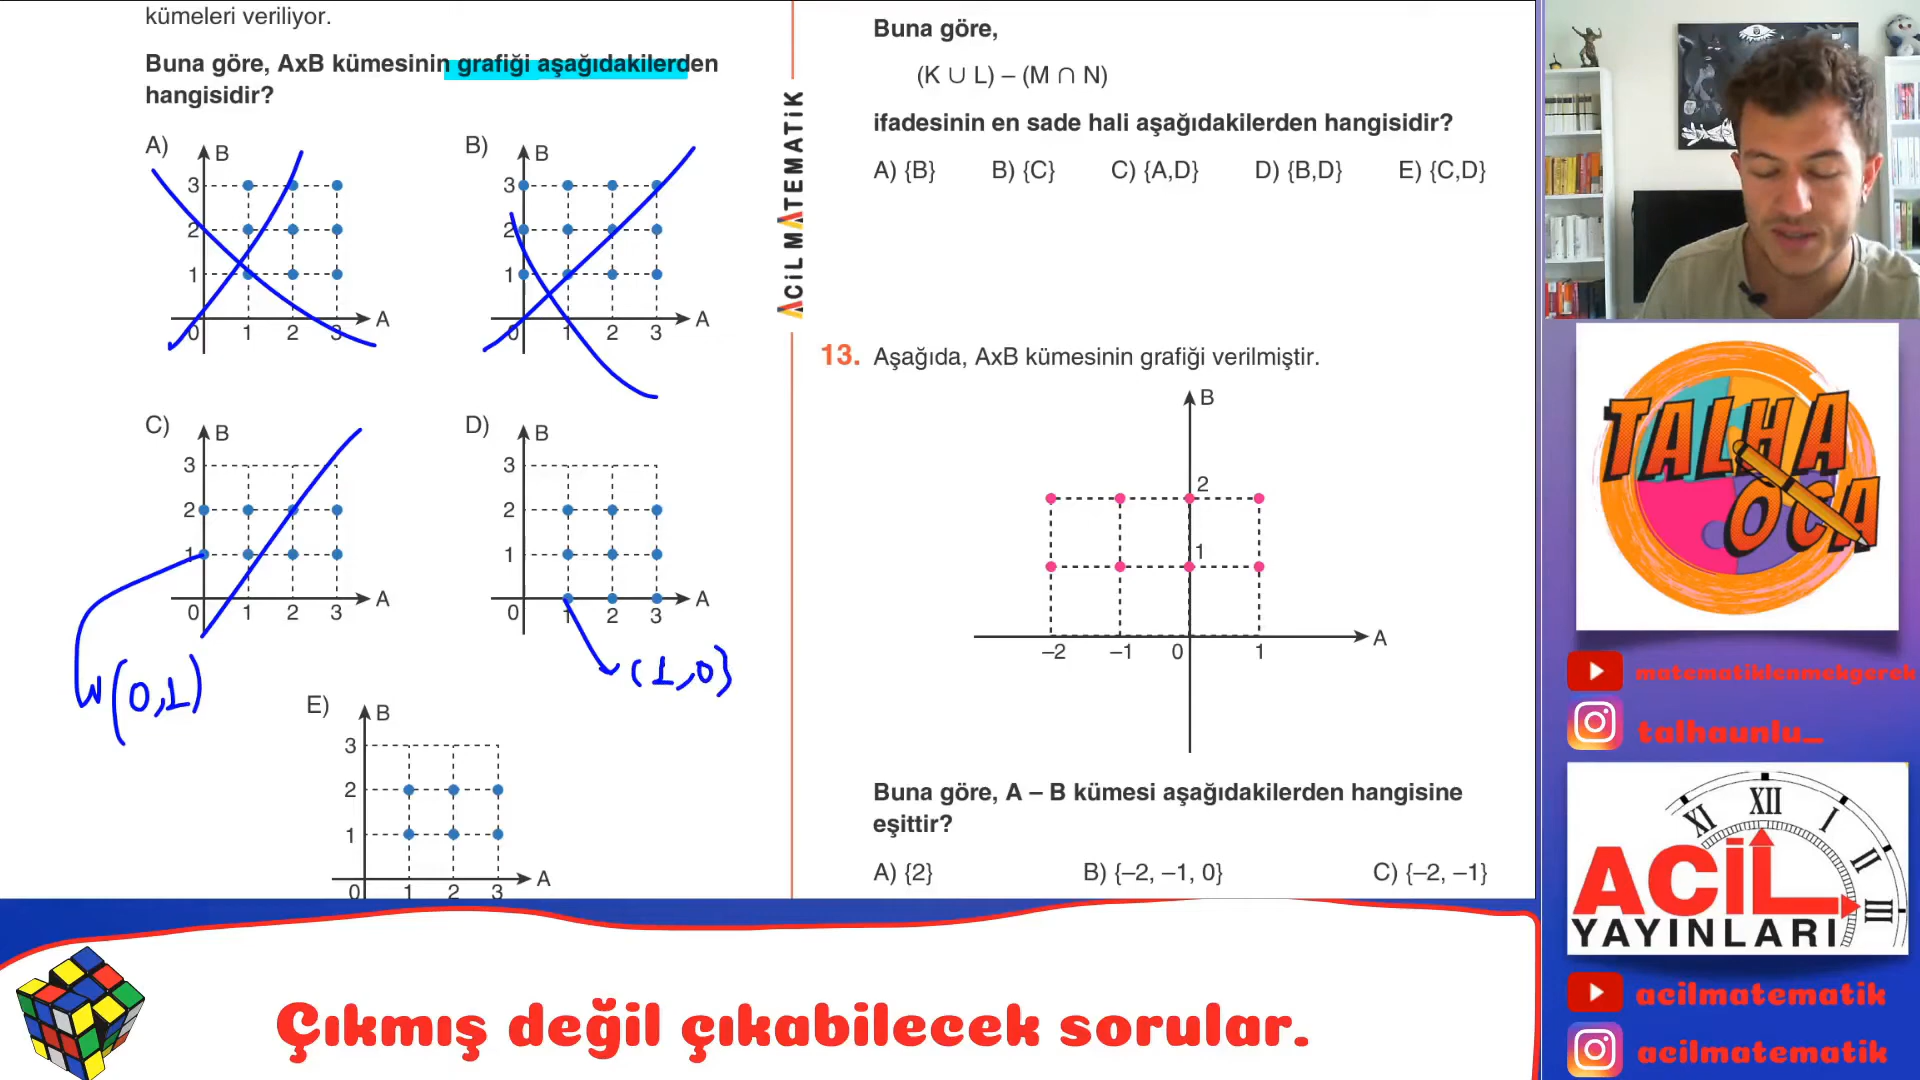 kümeleri veriliyor.
Buna göre, AxB kümesinin grafiği aşağıdakilerden
hangisidir?
A)
B
3
2
1
0
1
2
3
A
B)
B
3
2
1
0
1
2
3
A
C)
B
3
2
1
0
1
2
3
A
(0,1)
D)
B
3
2
1
0
1
2
3
A
(1,0)
E)
B
3
2
1
0
1
2
3
A
ACİL MATEMATİK
Buna göre,
(K ∪ L) – (M ∩ N)
ifadesinin en sade hali aşağıdakilerden hangisidir?
A) {B} B) {C} C) {A,D} D) {B,D} E) {C,D}
13. Aşağıda, AxB kümesinin grafiği verilmiştir.
B
2
1
–2 –1 0 1
A
Buna göre, A – B kümesi aşağıdakilerden hangisine
eşittir?
A) {2} B) {–2, –1, 0} C) {–2, –1}
TALHA
OCA
matematiklenmekgerek
talhaunlu_
XI XII I II III
ACİL
YAYINLARI
acilmatematik
acilmatematik
Çıkmış değil çıkabilecek sorular.